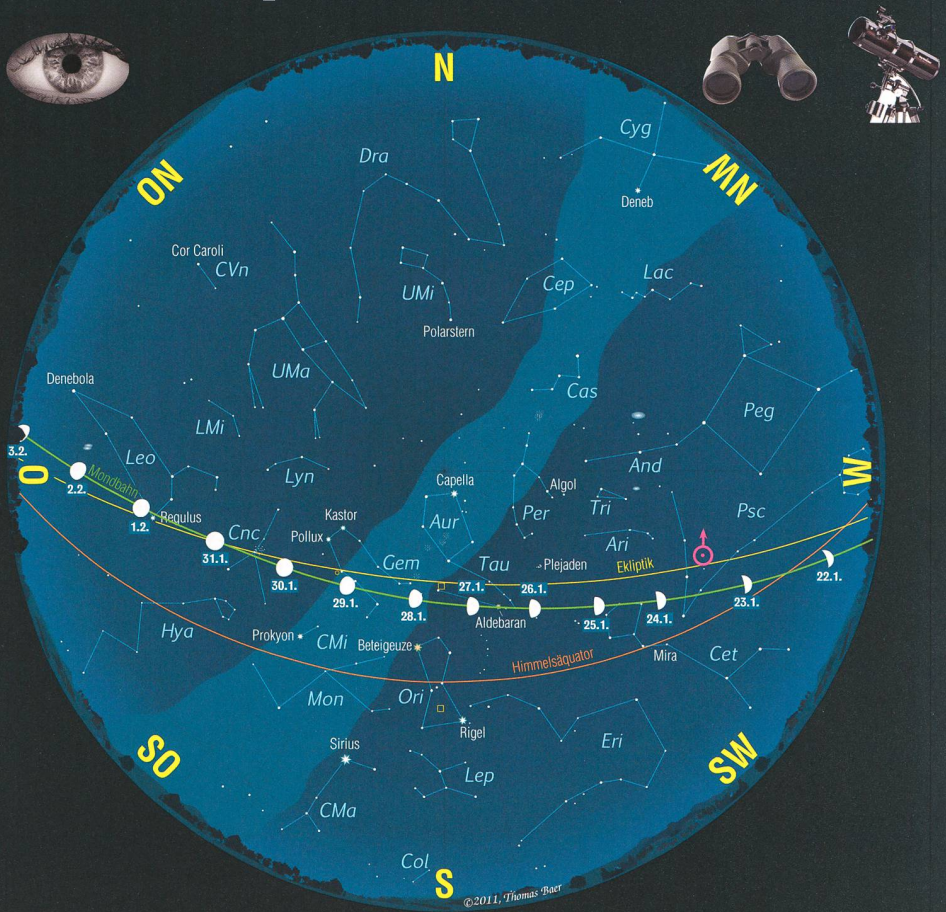 N
NO
NW
Cyg
Deneb
Dra
Cor Caroli
CVn
UMi
Polarstern
Cep
Lac
UMa
Cas
Denebola
LMi
Leo
Lyn
Peg
And
3.2.
O
2.2.
Mondbahn
1.2.
Regulus
Capella
Algol
W
Kastor
Pollux
Aur
Per
Tri
Psc
Cnc
31.1.
Ari
Gem
Tau
Plejaden
Ekliptik
30.1.
29.1.
28.1.
27.1.
26.1.
Aldebaran
25.1.
24.1.
23.1.
22.1.
Hya
Prokyon
CMi
Beteigeuze
Himmelsäquator
Mira
Cet
Mon
Ori
Rigel
Eri
SO
Sirius
Lep
SW
CMa
Col
S
©2011, Thomas Baer